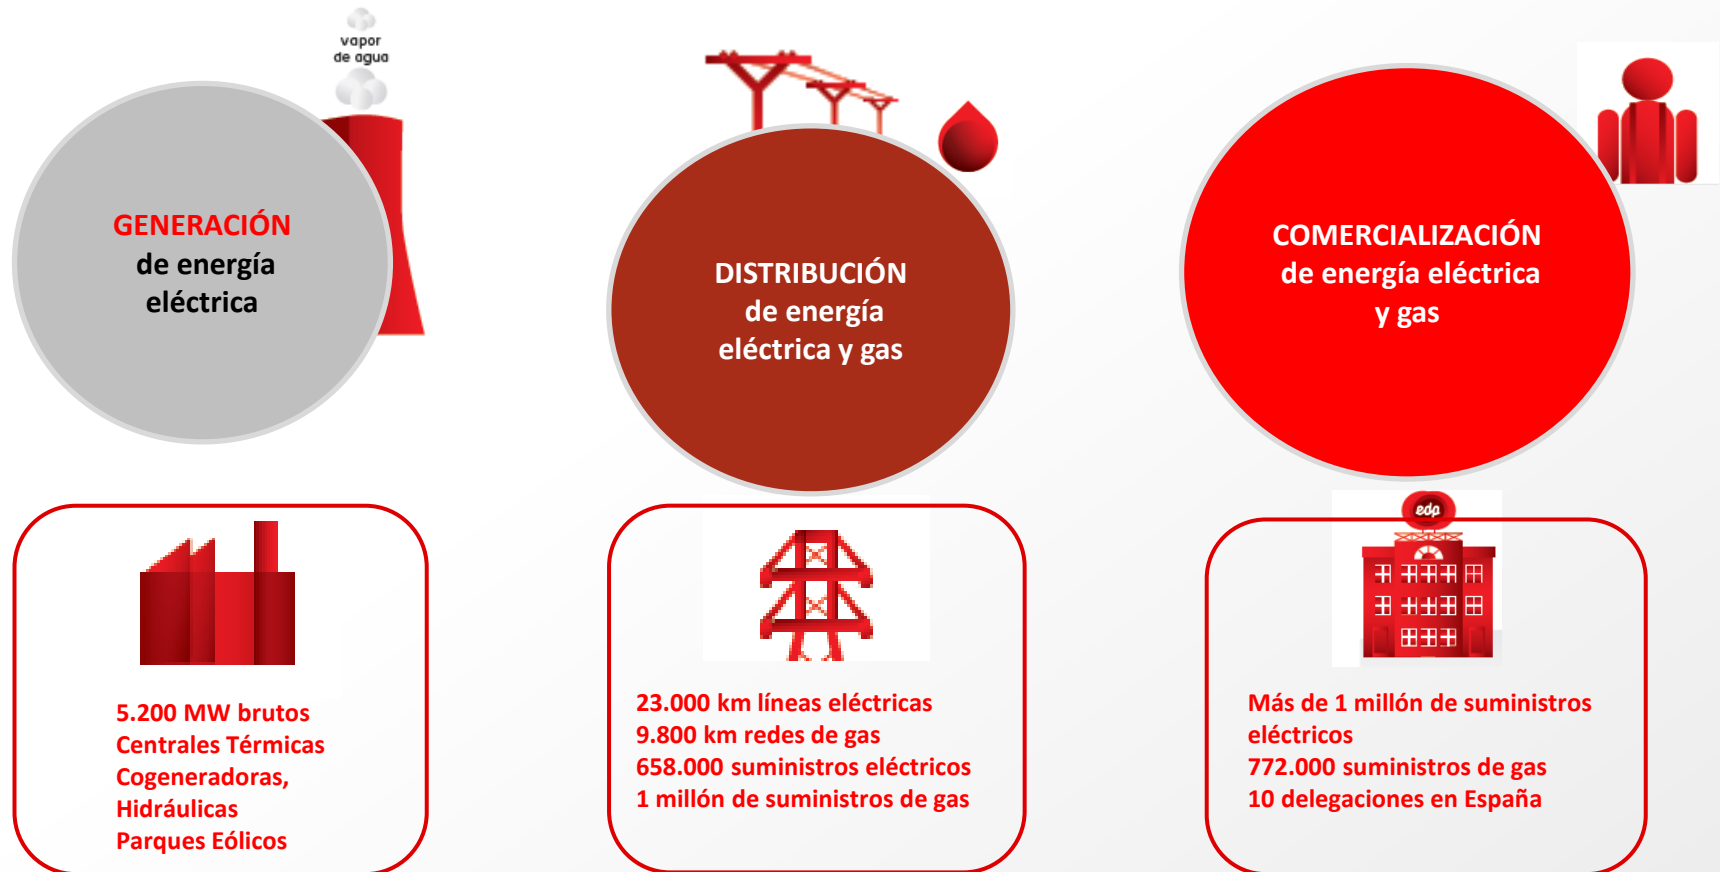 vapor
de agua
GENERACIÓN
de energía
eléctrica
DISTRIBUCIÓN
de energía
eléctrica y gas
COMERCIALIZACIÓN
de energía eléctrica
y gas
5.200 MW brutos
Centrales Térmicas
Cogeneradoras,
Hidráulicas
Parques Eólicos
23.000 km líneas eléctricas
9.800 km redes de gas
658.000 suministros eléctricos
1 millón de suministros de gas
edp
Más de 1 millón de suministros
eléctricos
772.000 suministros de gas
10 delegaciones en España